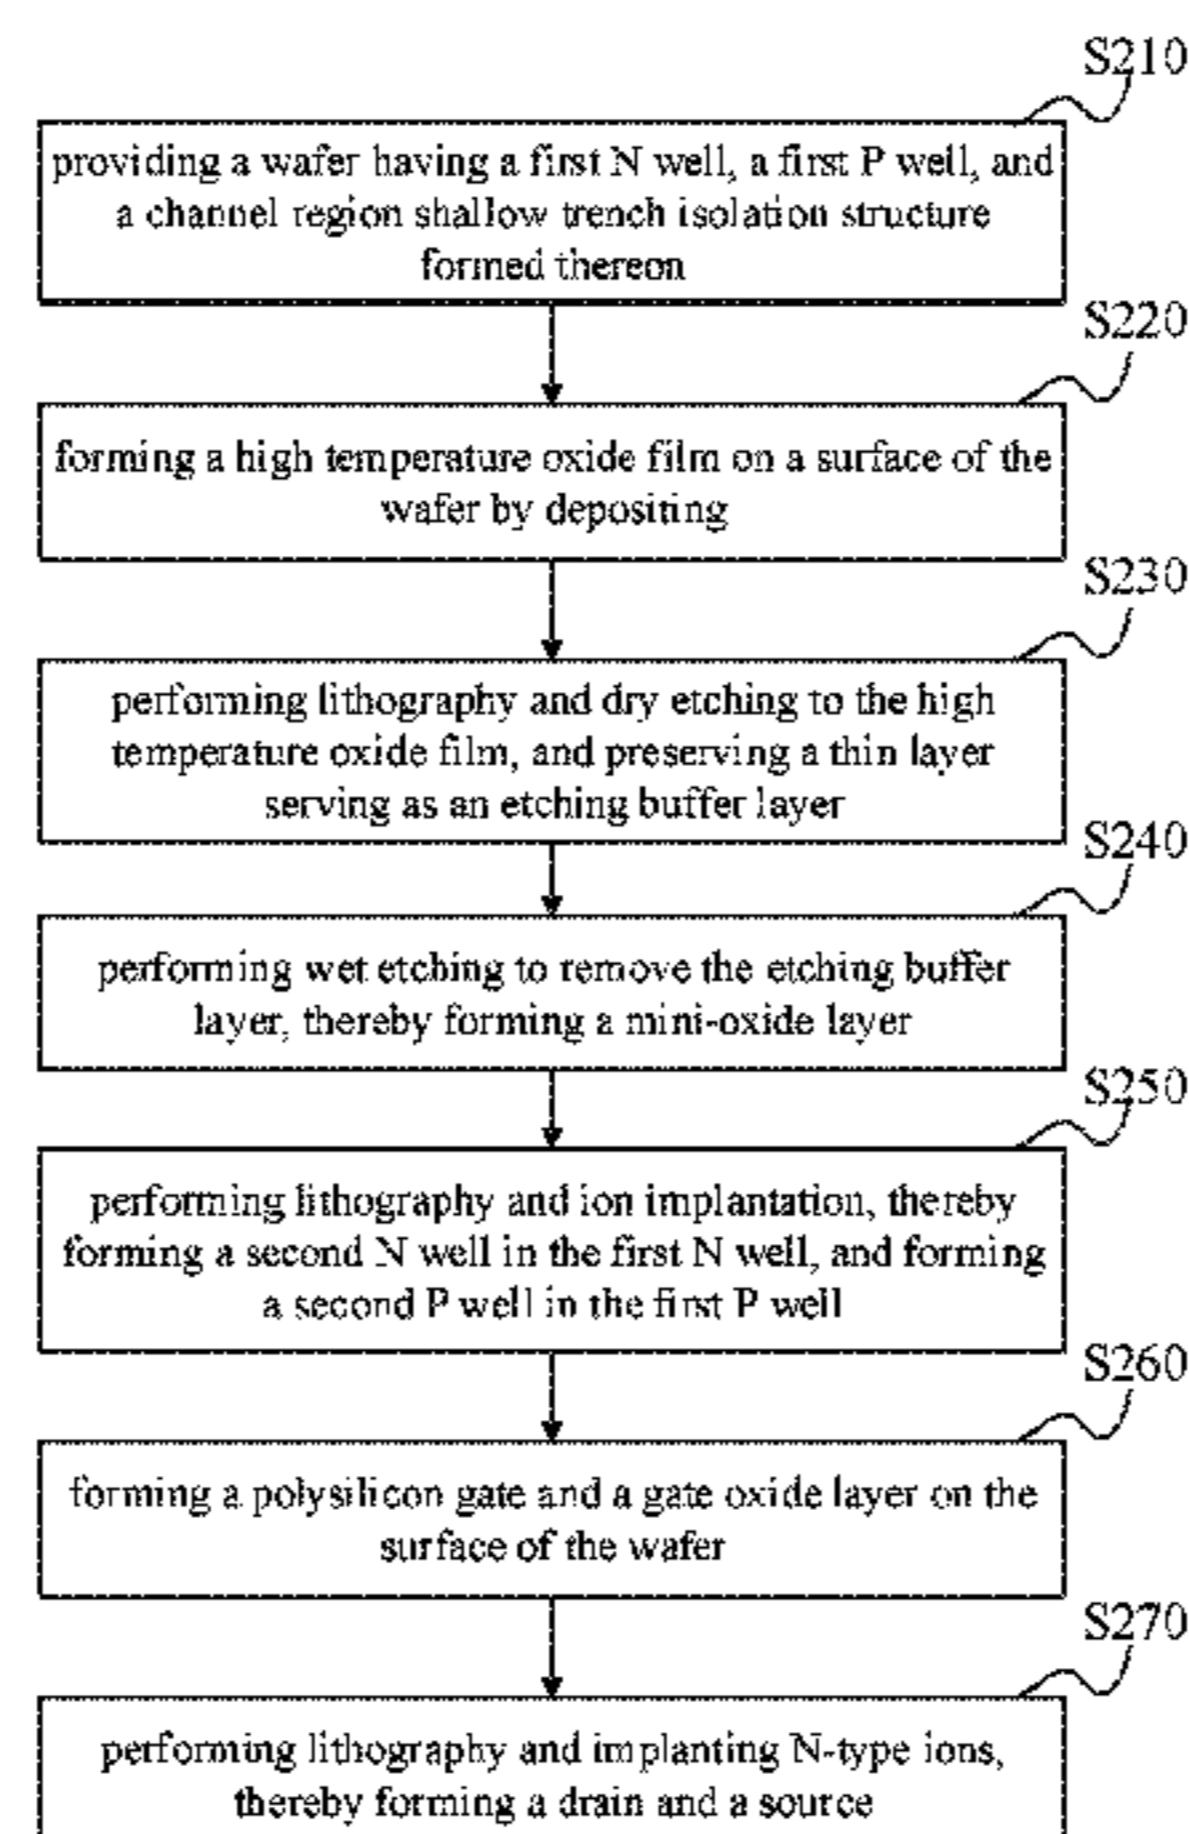 S210
providing a wafer having a first N well, a first P well, and
a channel region shallow trench isolation structure
formed thereon
S220
forming a high temperature oxide film on a surface of the
wafer by depositing
S230
performing lithography and dry etching to the high
temperature oxide film, and preserving a thin layer
serving as an etching buffer layer
S240
performing wet etching to remove the etching buffer
layer, thereby forming a mini-oxide layer
S250
performing lithography and ion implantation, thereby
forming a second N well in the first N well, and forming
a second P well in the first P well
S260
forming a polysilicon gate and a gate oxide layer on the
surface of the wafer
S270
performing lithography and implanting N-type ions,
thereby forming a drain and a source